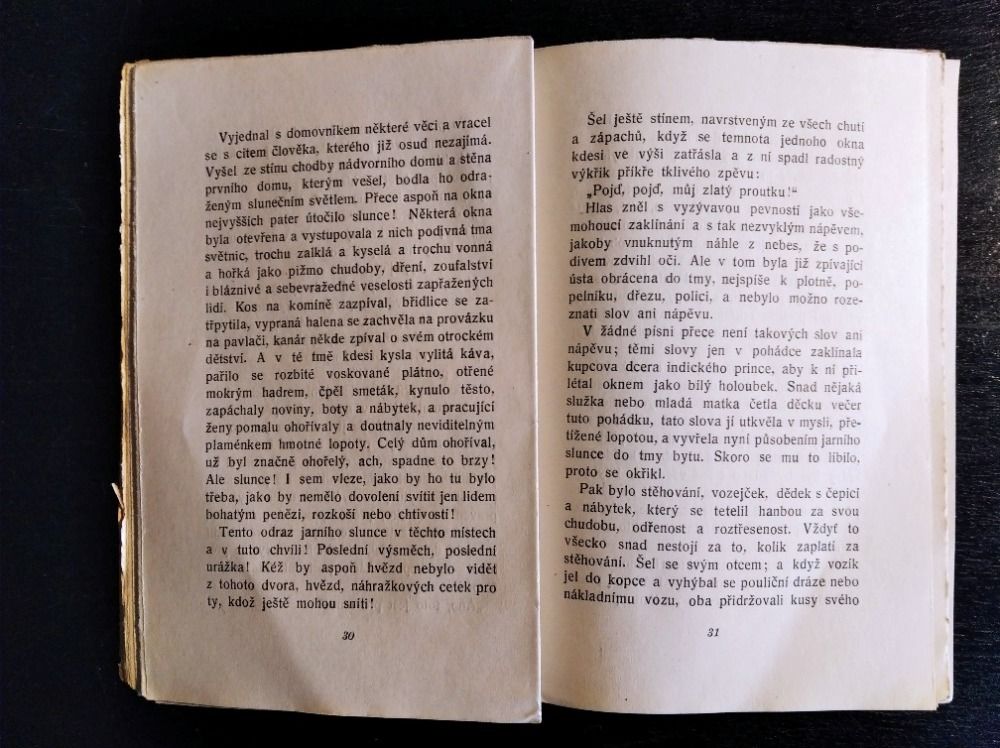 Vyjednal s domovníkem některé věci a vracel
se s citem člověka, kterého již osud nezajímá.
Vyšel ze stínu chodby nádvorního domu a stěna
prvního domu, kterým vešel, bodla ho odra-
ženým slunečním světlem. Přece aspoň na okna
nejvyšších pater útočilo slunce! Některá okna
byla otevřena a vystupovala z nich podivná tma
světnic, trochu zalklá a kyselá a trochu vonná
a hořká jako pižmo chudoby, dření, zoufalství
i bláznivé a sebevražedné veselosti zapřažených
lidí. Kos na komíně zazpíval, břidlice se za-
třpytila, vypraná halena se zachvěla na provázku
na pavlači, kanár někde zpíval o svém otrockém
dětství. A v té tmě kdesi kysla vylitá káva,
pařilo se rozbité voskované plátno, otřené
mokrým hadrem, čpěl smeták, kynulo těsto,
zapáchaly noviny, boty a nábytek, a pracující
ženy pomalu ohořívaly a doutnaly neviditelným
plaménkem hmotné lopoty. Celý dům ohoříval,
už byl značně ohořelý, ach, spadne to brzy!
Ale slunce! I sem vleze, jako by ho tu bylo
třeba, jako by nemělo dovolení svítit jen lidem
bohatým penězi, rozkoší nebo chtivostí!
Tento odraz jarního slunce v těchto místech
a v tuto chvíli! Poslední výsměch, poslední
urážka! Kéž by aspoň hvězd nebylo vidět
z tohoto dvora, hvězd, náhražkových cetek pro
ty, kdož ještě mohou sníti!
30
Šel ještě stínem, navrstveným ze všech chutí
a zápachů, když se temnota jednoho okna
kdesi ve výši zatřásla a z ní spadl radostný
výkřik příkře tklivého zpěvu:
„Pojď, pojď, můj zlatý proutku!“
Hlas zněl s vyzývavou pevností jako vše-
moucí zaklínání a s tak nezvyklým nápěvem,
jakoby vnuknutým náhle z nebes, že s po-
divem zdvihl oči. Ale v tom byla již zpívající
ústa obrácena do tmy, nejspíše k plotně, po-
pelníku, dřezu, polici, a nebylo možno roze-
znati slov ani nápěvu.
V žádné písni přece není takových slov ani
nápěvu; těmi slovy jen v pohádce zaklínala
kupcova dcera indického prince, aby k ní při-
létal oknem jako bílý holoubek. Snad nějaká
služka nebo mladá matka četla děcku večer
tuto pohádku, tato slova jí utkvěla v mysli, pře-
tížené lopotou, a vyvřela nyní působením jarního
slunce do tmy bytu. Skoro se mu to líbilo,
proto se okřikl.
Pak bylo stěhování, vozejček, dědek s čepicí
a nábytek, který se tetelil hanbou za svou
chudobu, odřenost a roztřesenost. Vždyť to
všecko snad nestojí za to, kolik zaplatí za
stěhování. Šel se svým otcem; a když vozík
jel do kopce a vyhýbal se pouliční dráze nebo
nákladnímu vozu, oba přidržovali kusy svého
31